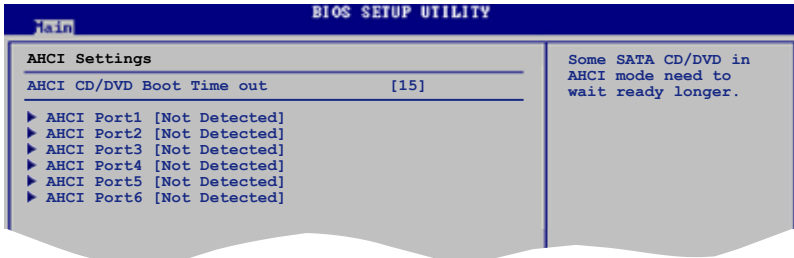 BIOS SETUP UTILITY
Main
AHCI Settings
AHCI CD/DVD Boot Time out [15]
AHCI Port1 [Not Detected]
AHCI Port2 [Not Detected]
AHCI Port3 [Not Detected]
AHCI Port4 [Not Detected]
AHCI Port5 [Not Detected]
AHCI Port6 [Not Detected]
Some SATA CD/DVD in
AHCI mode need to
wait ready longer.